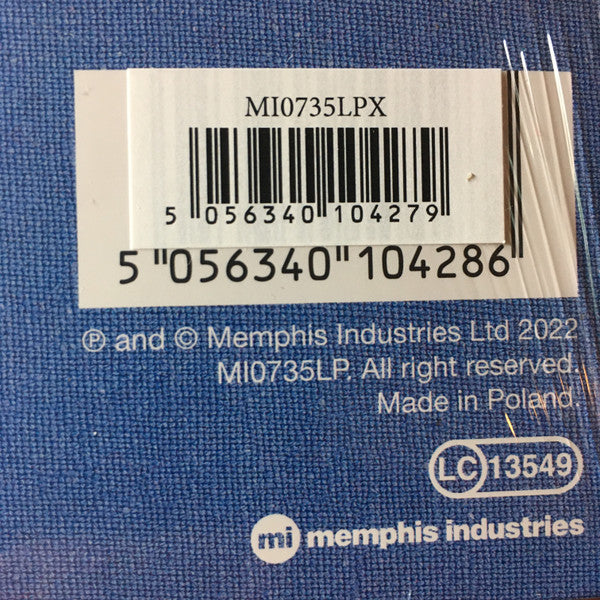 MI0735LPX
5 056340 104279
5 "056340"104286"
℗ and © Memphis Industries Ltd 2022
MI0735LP. All right reserved.
Made in Poland.
LC 13549
mi memphis industries